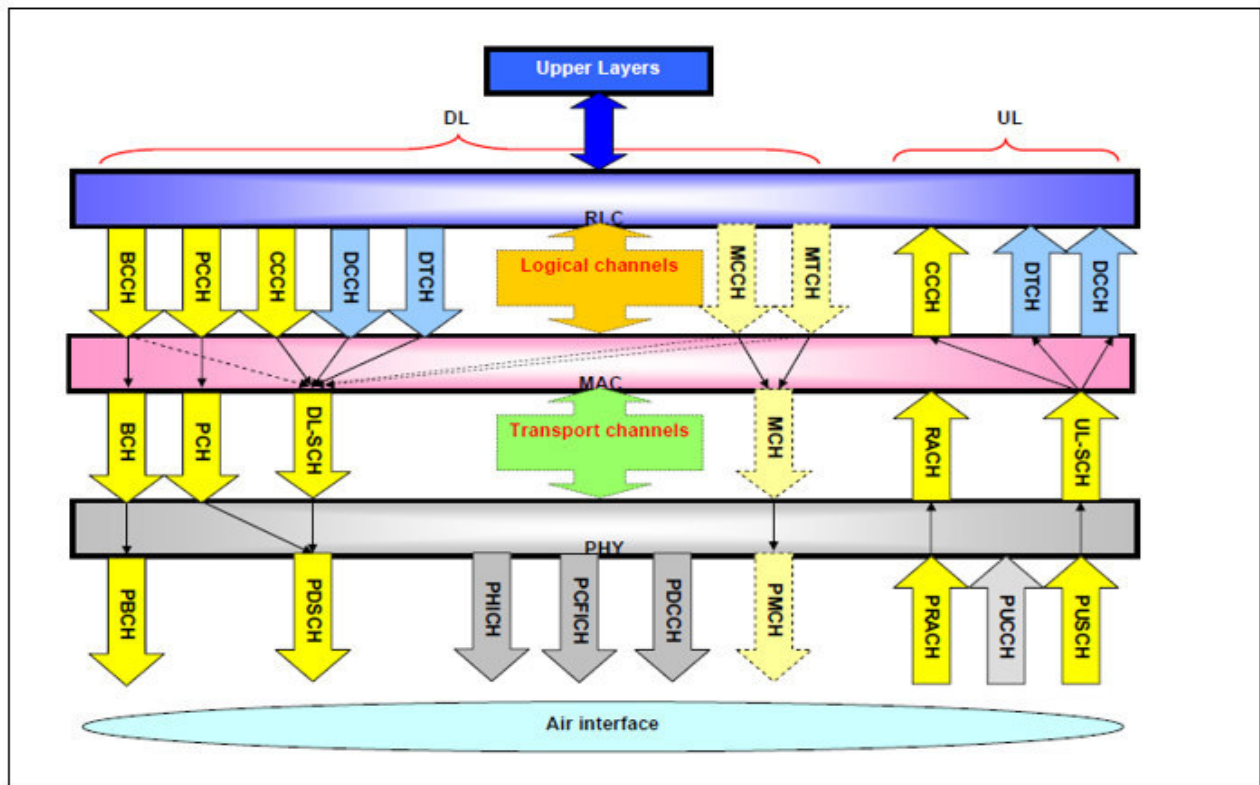 Upper Layers
DL
UL
RLC
BCCH
PCCH
CCCH
DCCH
DTCH
Logical channels
MCCH
MTCH
CCCH
DTCH
DCCH
MAC
BCH
PCH
DL-SCH
Transport channels
MCH
RACH
UL-SCH
PHY
PBCH
PDSCH
PHICH
PCFICH
PDCCH
PMCH
PRACH
PUCCH
PUSCH
Air interface